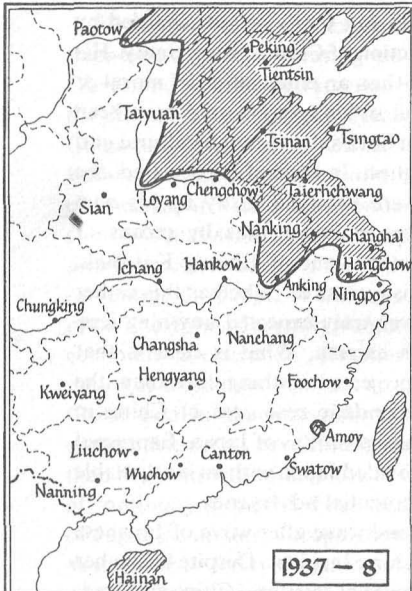 Paotow
Peking
Tientsin
Taiyuan
Tsinan
Tsingtao
Chengchow
Taierhchwang
Loyang
Sian
Nanking
Shanghai
Hankow
Hangchow
Ichang
Anking
Ningpo
Chungking
Changsha
Nanchang
Hengyang
Foochow
Kweiyang
Amoy
Liuchow
Canton
Wuchow
Swatow
Nanning
1937 – 8
Hainan